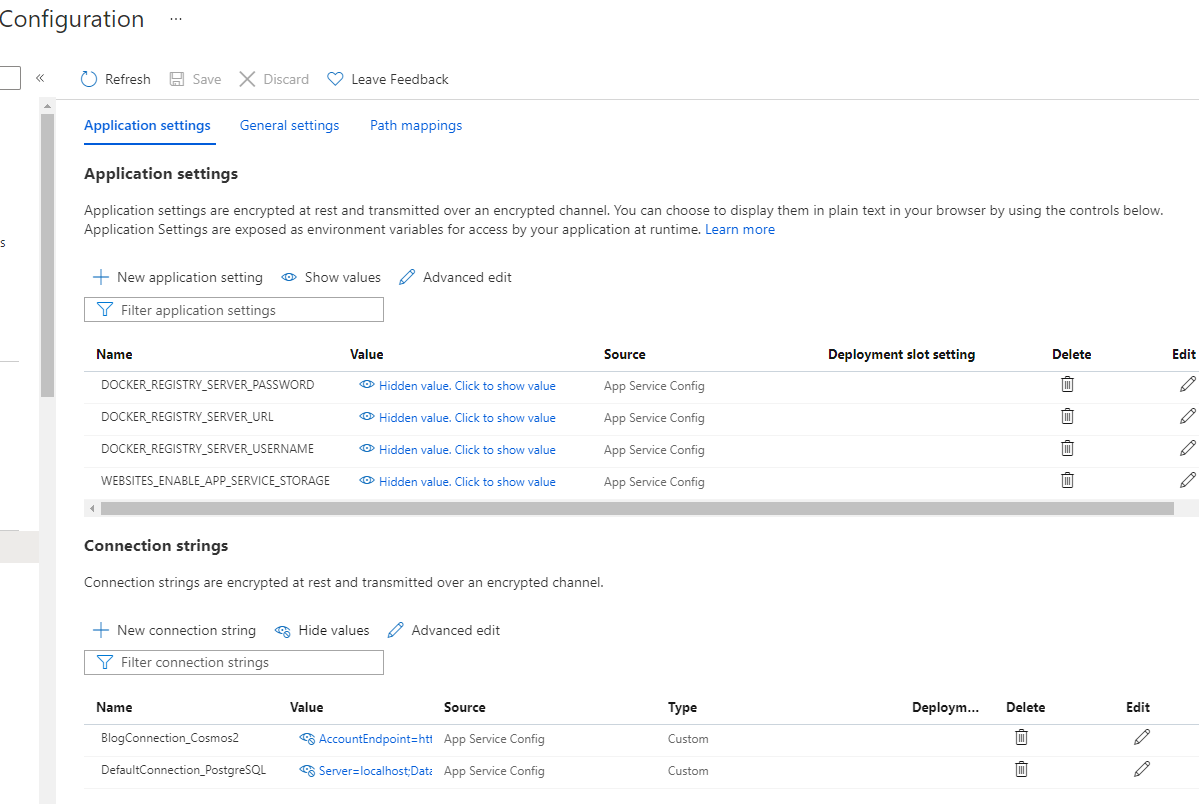 Configuration ...
«
Refresh Save Discard Leave Feedback
Application settings General settings Path mappings
Application settings
Application settings are encrypted at rest and transmitted over an encrypted channel. You can choose to display them in plain text in your browser by using the controls below.
Application Settings are exposed as environment variables for access by your application at runtime. Learn more
s
New application setting Show values Advanced edit
Filter application settings
Name Value Source Deployment slot setting Delete Edit
DOCKER_REGISTRY_SERVER_PASSWORD Hidden value. Click to show value App Service Config
DOCKER_REGISTRY_SERVER_URL Hidden value. Click to show value App Service Config
DOCKER_REGISTRY_SERVER_USERNAME Hidden value. Click to show value App Service Config
WEBSITES_ENABLE_APP_SERVICE_STORAGE Hidden value. Click to show value App Service Config
Connection strings
Connection strings are encrypted at rest and transmitted over an encrypted channel.
New connection string Hide values Advanced edit
Filter connection strings
Name Value Source Type Deploym... Delete Edit
BlogConnection_Cosmos2 AccountEndpoint=htt App Service Config Custom
DefaultConnection_PostgreSQL Server=localhost;Data App Service Config Custom